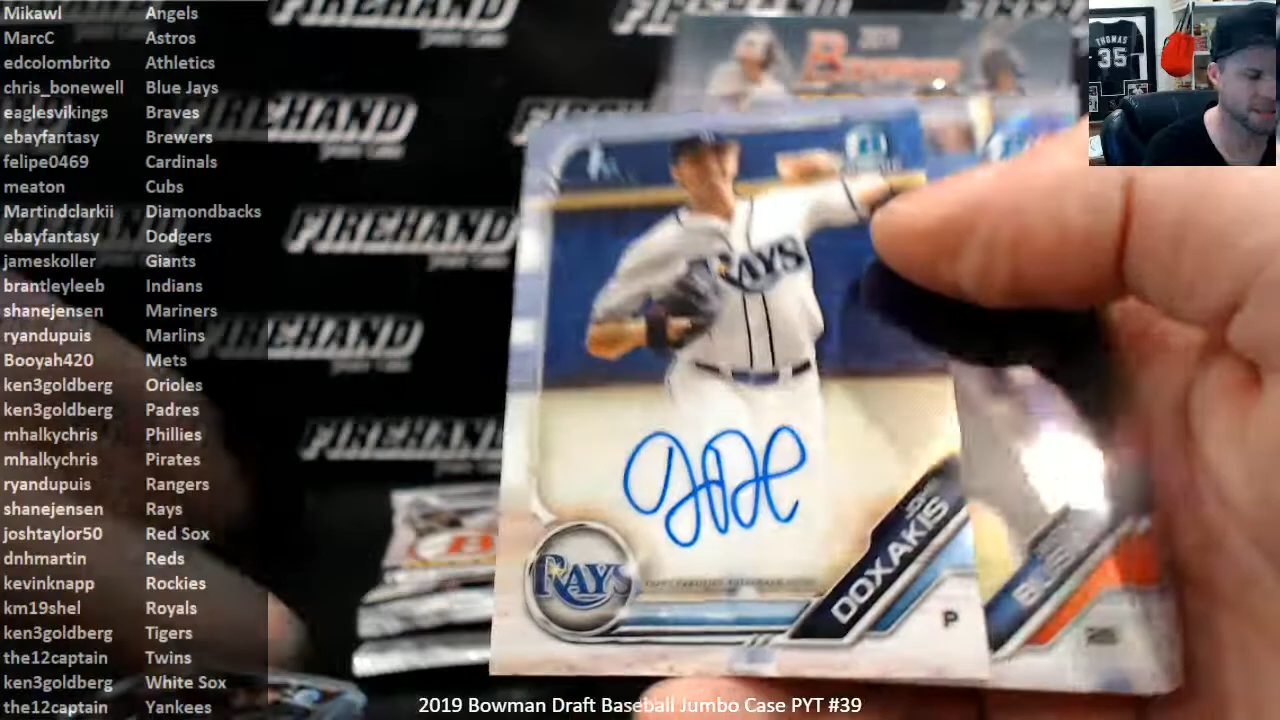 Mikawl Angels
MarcC Astros
edcolombrito Athletics
chris_bonewell Blue Jays
eaglesvikings Braves
ebayfantasy Brewers
felipe0469 Cardinals
meaton Cubs
Martindclarkii Diamondbacks
ebayfantasy Dodgers
jameskoller Giants
brantleyleeb Indians
shanejensen Mariners
ryandupuis Marlins
Booyah420 Mets
ken3goldberg Orioles
ken3goldberg Padres
mhalkychris Phillies
mhalkychris Pirates
ryandupuis Rangers
shanejensen Rays
joshtaylor50 Red Sox
dnhmartin Reds
kevinknapp Rockies
km19shel Royals
ken3goldberg Tigers
the12captain Twins
ken3goldberg White Sox
the12captain Yankees
FIREHAND
FIREHAND
FIREHAND
FIREHAND
FIREHAND
FIREHAND
2019
Bowman
THOMAS
35
RAYS
RAYS
DOXAKIS
P
2019 Bowman Draft Baseball Jumbo Case PYT #39